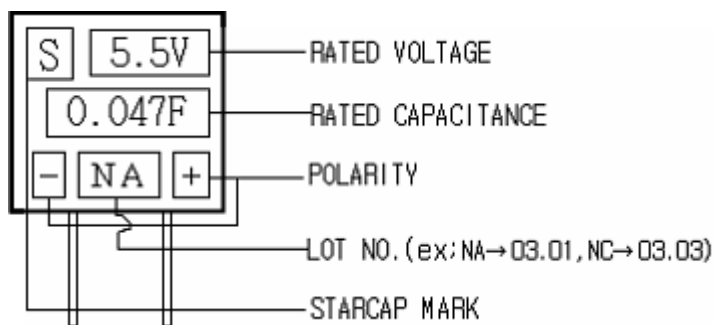 S 5.5V RATED VOLTAGE
0.047F RATED CAPACITANCE
- NA + POLARITY
LOT NO.(ex;NA→03.01,NC→03.03)
STARCAP MARK